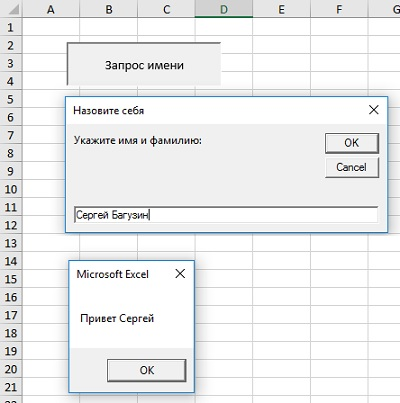 A B C D E F G
1
2
3
Запрос имени
4
5
6
Назовите себя
7
Укажите имя и фамилию:
OK
8
9
Cancel
10
11
Сергей Багузин
12
13
14
Microsoft Excel
15
16
17
Привет Сергей
18
19
20
OK
21
22